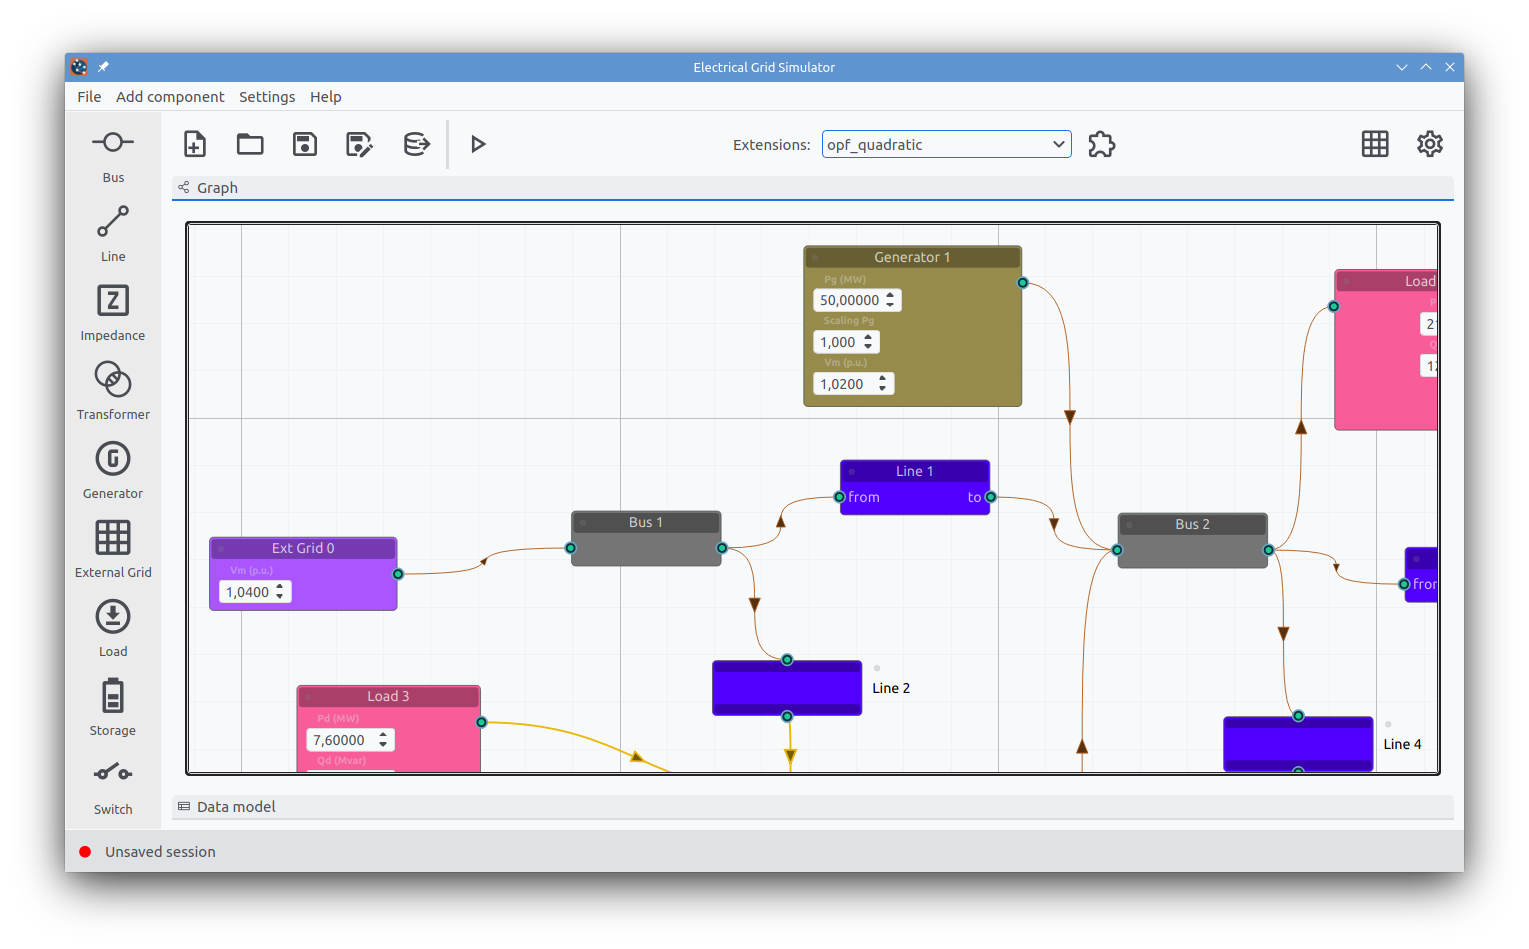 Electrical Grid Simulator
File Add component Settings Help
Extensions: opf_quadratic
Bus
Line
Z
Impedance
Transformer
G
Generator
External Grid
Load
Storage
Switch
Graph
Generator 1
Pg (MW)
50,00000
Scaling Pg
1,000
Vm (p.u.)
1,0200
Load
Line 1
from to
Bus 1
Bus 2
Ext Grid 0
Vm (p.u.)
1,0400
Line 2
Load 3
Pd (MW)
7,60000
Qd (Mvar)
Line 4
Data model
Unsaved session